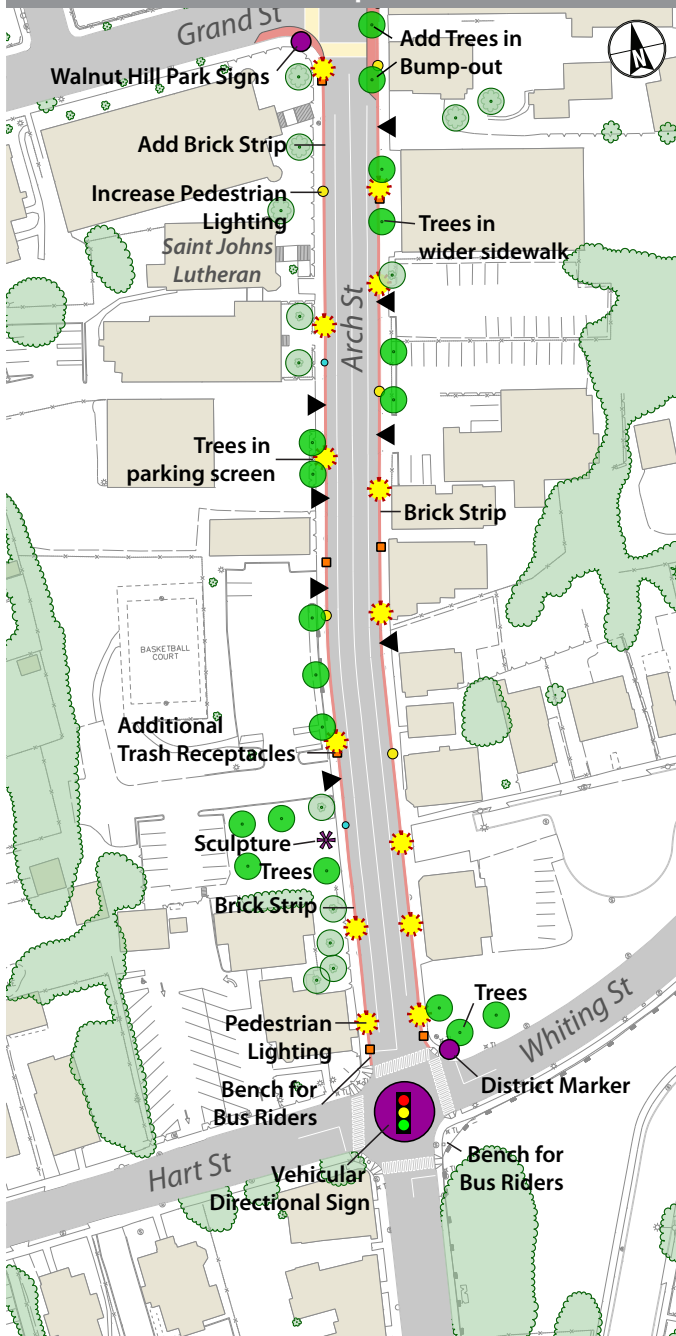 Grand St
N
Add Trees in
Bump-out
Walnut Hill Park Signs
Add Brick Strip
Increase Pedestrian
Lighting
Saint Johns
Lutheran
Trees in
wider sidewalk
Arch St
Trees in
parking screen
Brick Strip
BASKETBALL
COURT
Additional
Trash Receptacles
Sculpture
Trees
Brick Strip
Trees
Pedestrian
Lighting
Whiting St
District Marker
Bench for
Bus Riders
Bench for
Bus Riders
Hart St
Vehicular
Directional Sign